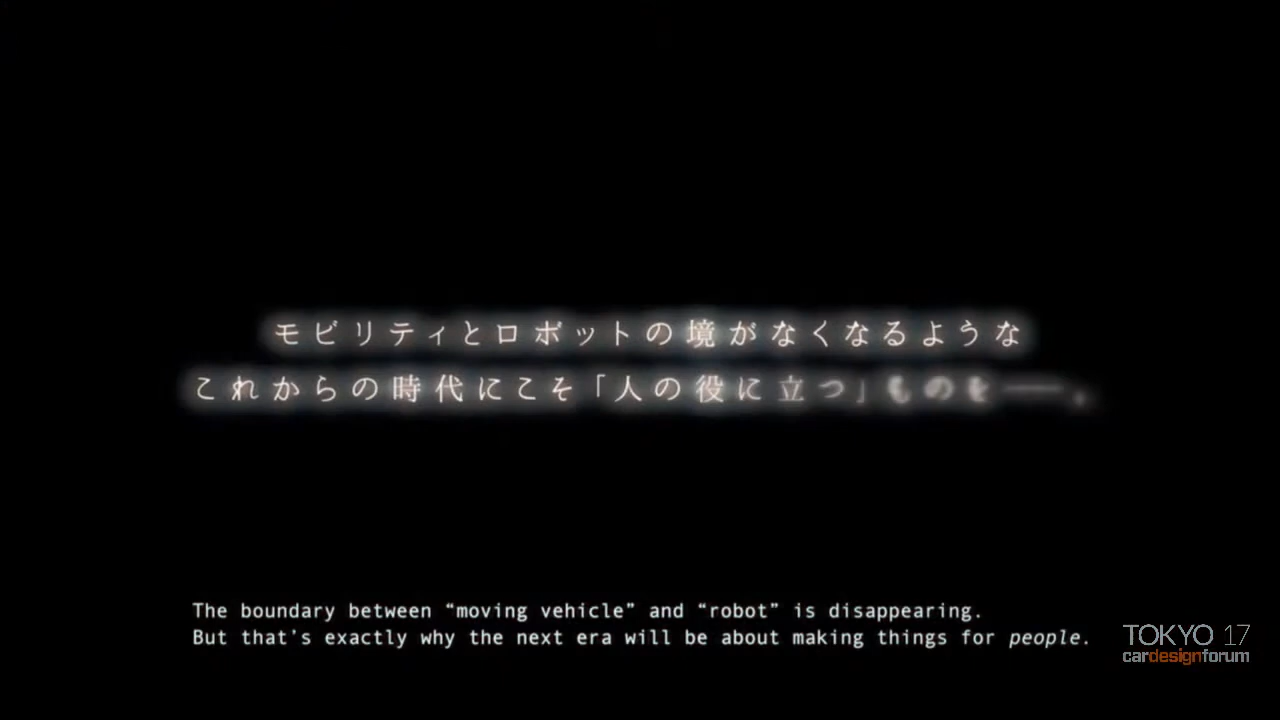 モビリティとロボットの境がなくなるような
これからの時代にこそ「人の役に立つ」ものを――。
The boundary between “moving vehicle” and “robot” is disappearing.
But that's exactly why the next era will be about making things for people.
TOKYO 17
cardesignforum